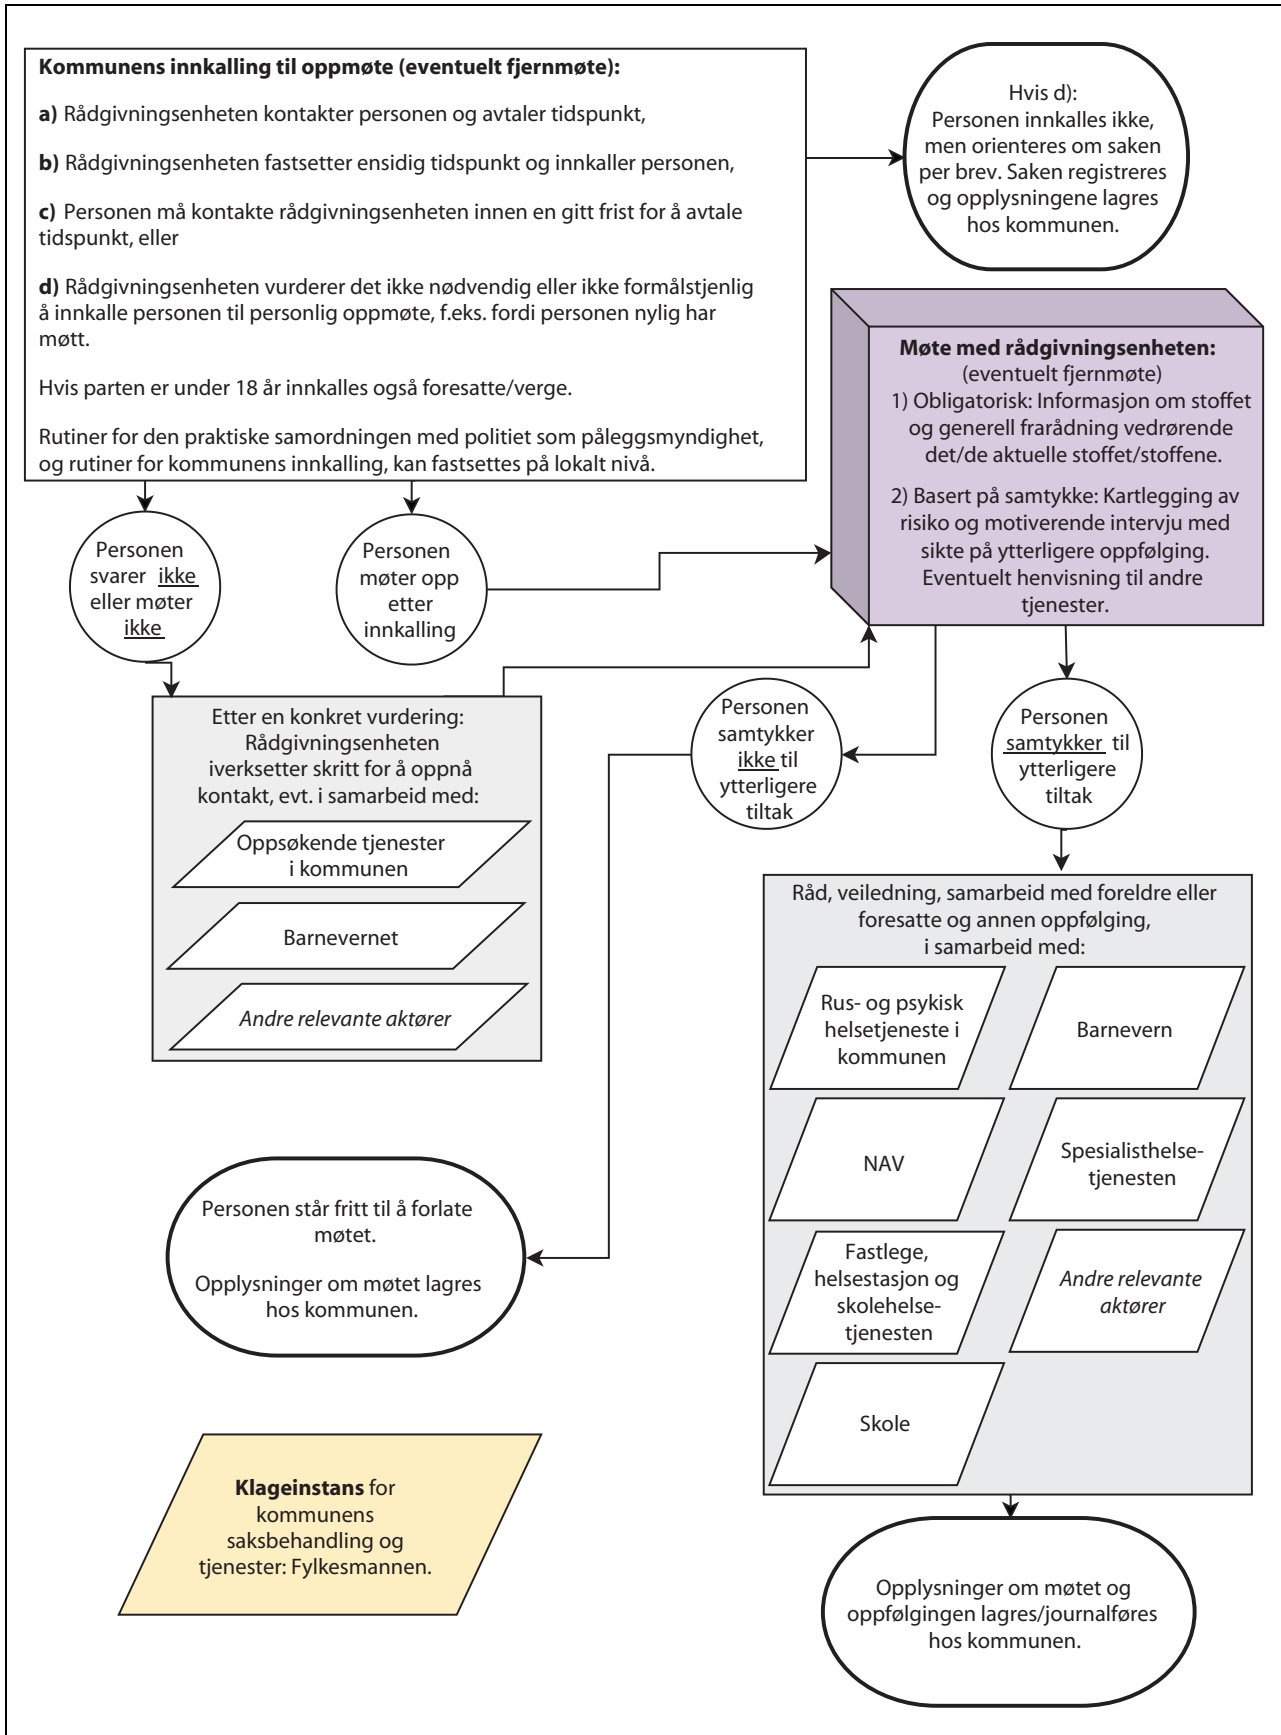 Kommunens innkalling til oppmøte (eventuelt fjernmøte):
a) Rådgivningsenheten kontakter personen og avtaler tidspunkt,
b) Rådgivningsenheten fastsetter ensidig tidspunkt og innkaller personen,
c) Personen må kontakte rådgivningsenheten innen en gitt frist for å avtale
tidspunkt, eller
d) Rådgivningsenheten vurderer det ikke nødvendig eller ikke formålstjenlig
å innkalle personen til personlig oppmøte, f.eks. fordi personen nylig har
møtt.
Hvis parten er under 18 år innkalles også foresatte/verge.
Rutiner for den praktiske samordningen med politiet som påleggsmyndighet,
og rutiner for kommunens innkalling, kan fastsettes på lokalt nivå.
Hvis d):
Personen innkalles ikke,
men orienteres om saken
per brev. Saken registreres
og opplysningene lagres
hos kommunen.
Møte med rådgivningsenheten:
(eventuelt fjernmøte)
1) Obligatorisk: Informasjon om stoffet
og generell frarådning vedrørende
det/de aktuelle stoffet/stoffene.
2) Basert på samtykke: Kartlegging av
risiko og motiverende intervju med
sikte på ytterligere oppfølging.
Eventuelt henvisning til andre
tjenester.
Personen
svarer ikke
eller møter
ikke
Personen
møter opp
etter
innkalling
Etter en konkret vurdering:
Rådgivningsenheten
iverksetter skritt for å oppnå
kontakt, evt. i samarbeid med:
Oppsøkende tjenester
i kommunen
Barnevernet
Andre relevante aktører
Personen
samtykker
ikke til
ytterligere
tiltak
Personen
samtykker til
ytterligere
tiltak
Råd, veiledning, samarbeid med foreldre eller
foresatte og annen oppfølging,
i samarbeid med:
Rus- og psykisk
helsetjeneste i
kommunen
Barnevern
NAV
Spesialisthelse-
tjenesten
Fastlege,
helsestasjon og
skolehelse-
tjenesten
Andre relevante
aktører
Skole
Personen står fritt til å forlate
møtet.
Opplysninger om møtet lagres
hos kommunen.
Klageinstans for
kommunens
saksbehandling og
tjenester: Fylkesmannen.
Opplysninger om møtet og
oppfølgingen lagres/journalføres
hos kommunen.